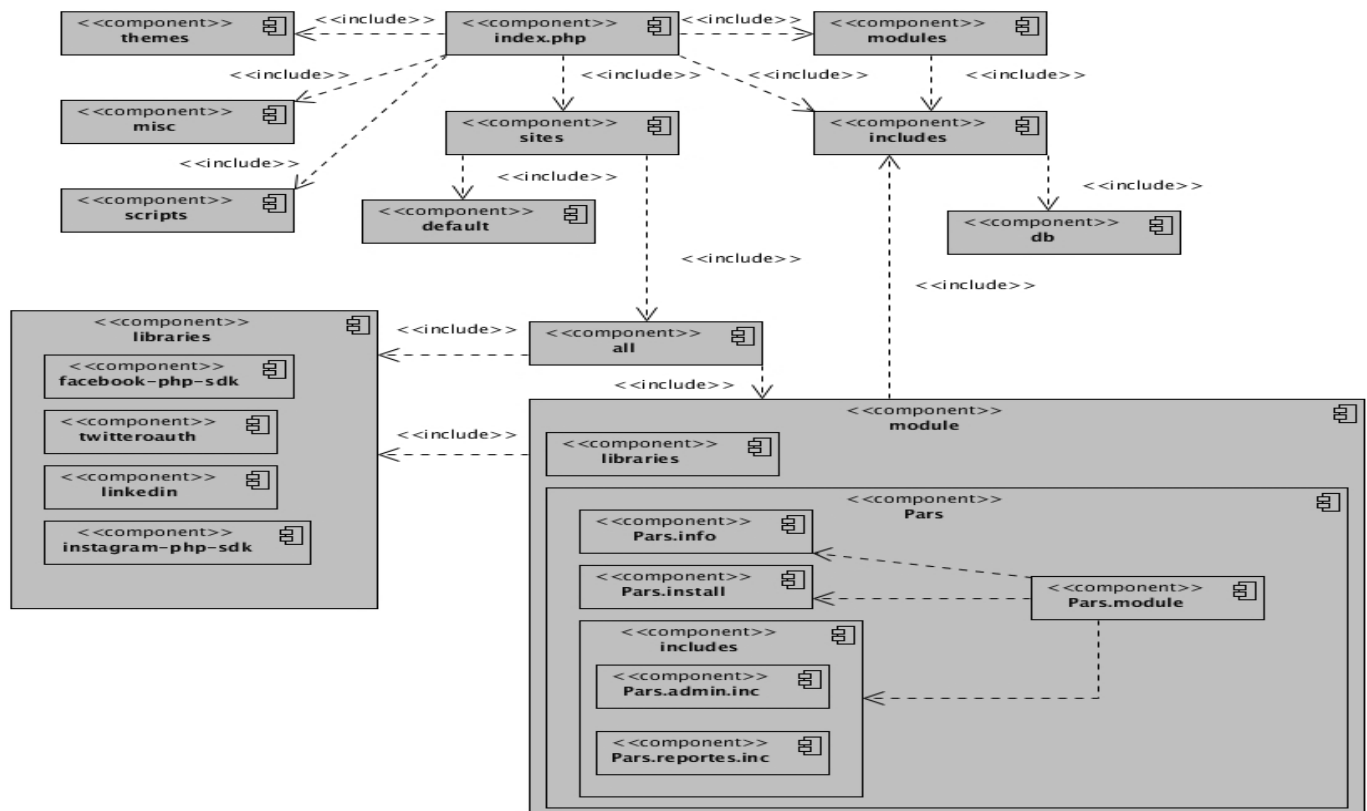 <<component>>
themes
<<include>>
<<component>>
index.php
<<include>>
<<component>>
modules
<<include>>
<<include>>
<<include>>
<<include>>
<<component>>
misc
<<component>>
sites
<<component>>
includes
<<include>>
<<include>>
<<include>>
<<component>>
scripts
<<component>>
default
<<component>>
db
<<include>>
<<include>>
<<component>>
libraries
<<include>>
<<component>>
all
<<component>>
facebook-php-sdk
<<include>>
<<component>>
module
<<component>>
twitteroauth
<<include>>
<<component>>
libraries
<<component>>
linkedin
<<component>>
Pars
<<component>>
instagram-php-sdk
<<component>>
Pars.info
<<component>>
Pars.install
<<component>>
Pars.module
<<component>>
includes
<<component>>
Pars.admin.inc
<<component>>
Pars.reportes.inc